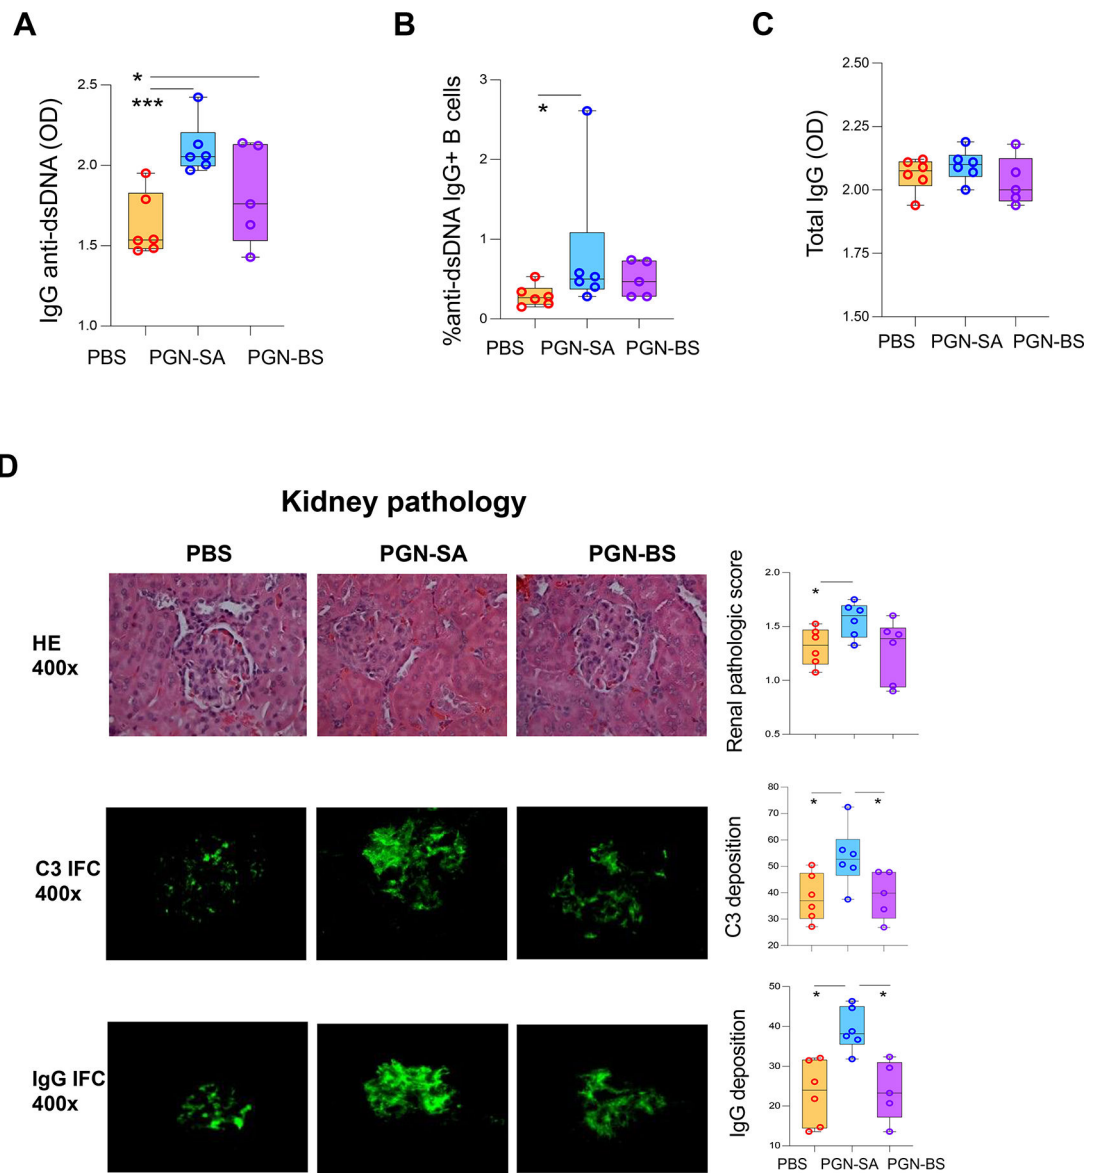 A
B
C
IgG anti-dsDNA (OD)
2.5
2.0
1.5
1.0
*
***
PBS PGN-SA PGN-BS
%anti-dsDNA IgG+ B cells
3
2
1
0
*
PBS PGN-SA PGN-BS
Total IgG (OD)
2.50
2.25
2.00
1.75
1.50
PBS PGN-SA PGN-BS
D
Kidney pathology
PBS PGN-SA PGN-BS
HE
400x
Renal pathologic score
2.0
1.5
1.0
0.5
*
C3 IFC
400x
C3 deposition
80
70
60
50
40
30
20
* *
IgG IFC
400x
IgG deposition
50
40
30
20
10
* *
PBS PGN-SA PGN-BS